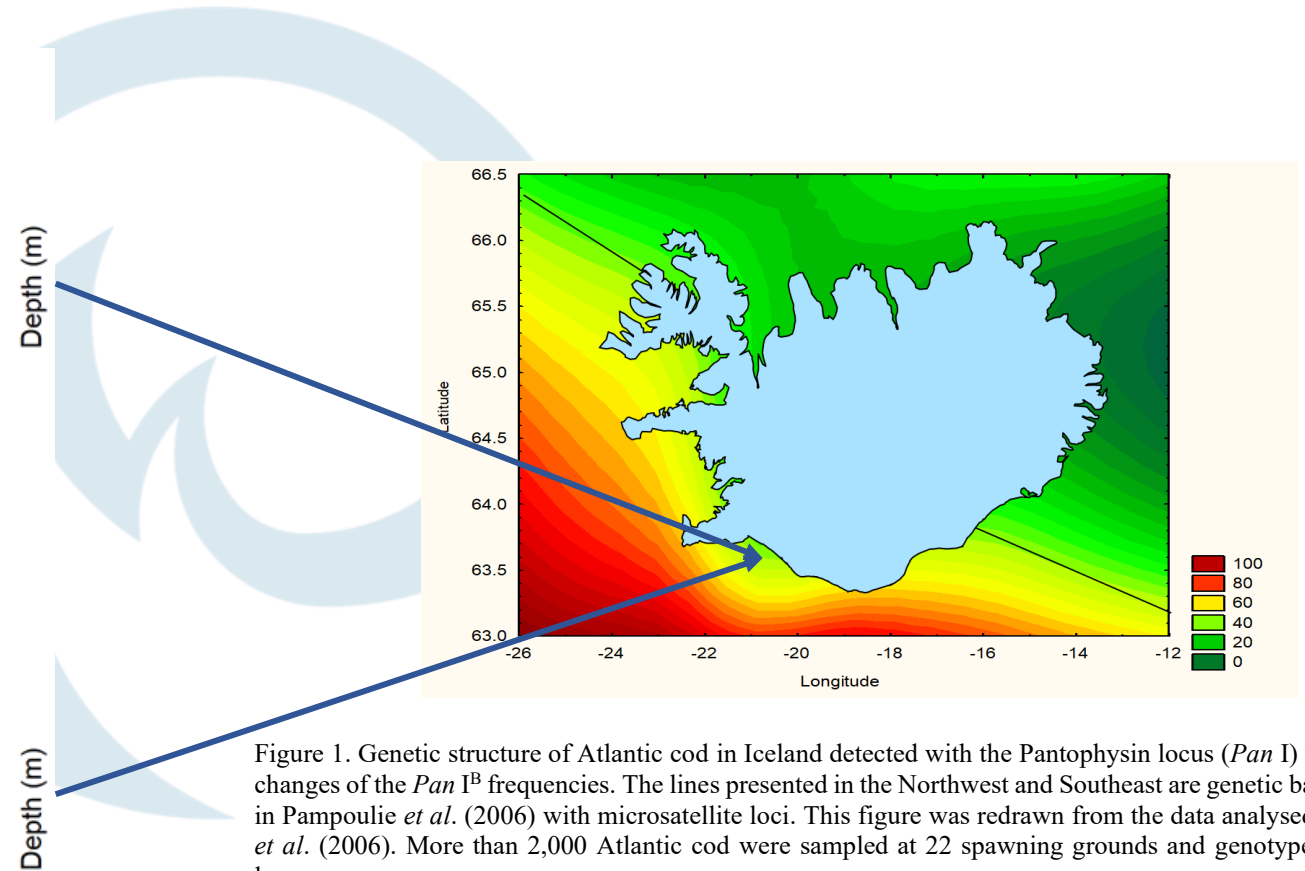 Depth (m)
66.5
66.0
65.5
65.0
64.5
64.0
63.5
63.0
Latitude
-26
-24
-22
-20
-18
-16
-14
-12
Longitude
100
80
60
40
20
0
Depth (m)
Figure 1. Genetic structure of Atlantic cod in Iceland detected with the Pantophysin locus (Pan I)
changes of the Pan Iᴮ frequencies. The lines presented in the Northwest and Southeast are genetic ba
in Pampoulie et al. (2006) with microsatellite loci. This figure was redrawn from the data analysed
et al. (2006). More than 2,000 Atlantic cod were sampled at 22 spawning grounds and genotype